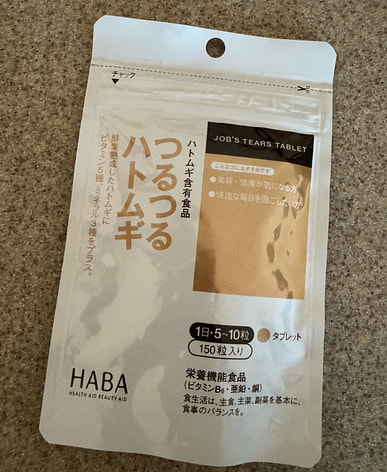 チャック
JOB'S TEARS TABLET
こんな方におすすめです
●美容・健康が気になる方
●快適な毎日を過ごしたい方
ハトムギ含有食品
つるつる
ハトムギ
酵素熟成したハトムギに
ビタミン5種、ミネラル3種をプラス。
1日・5~10粒
タブレット
150粒入り
栄養機能食品
(ビタミンB₆・亜鉛・銅)
食生活は、主食、主菜、副菜を基本に、
食事のバランスを。
HABA
HEALTH AID BEAUTY AID